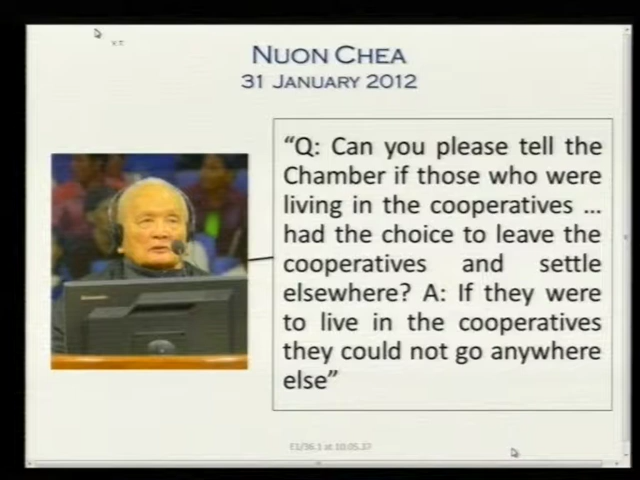 NUON CHEA
31 JANUARY 2012
“Q: Can you please tell the
Chamber if those who were
living in the cooperatives ...
had the choice to leave the
cooperatives and settle
elsewhere? A: If they were
to live in the cooperatives
they could not go anywhere
else”